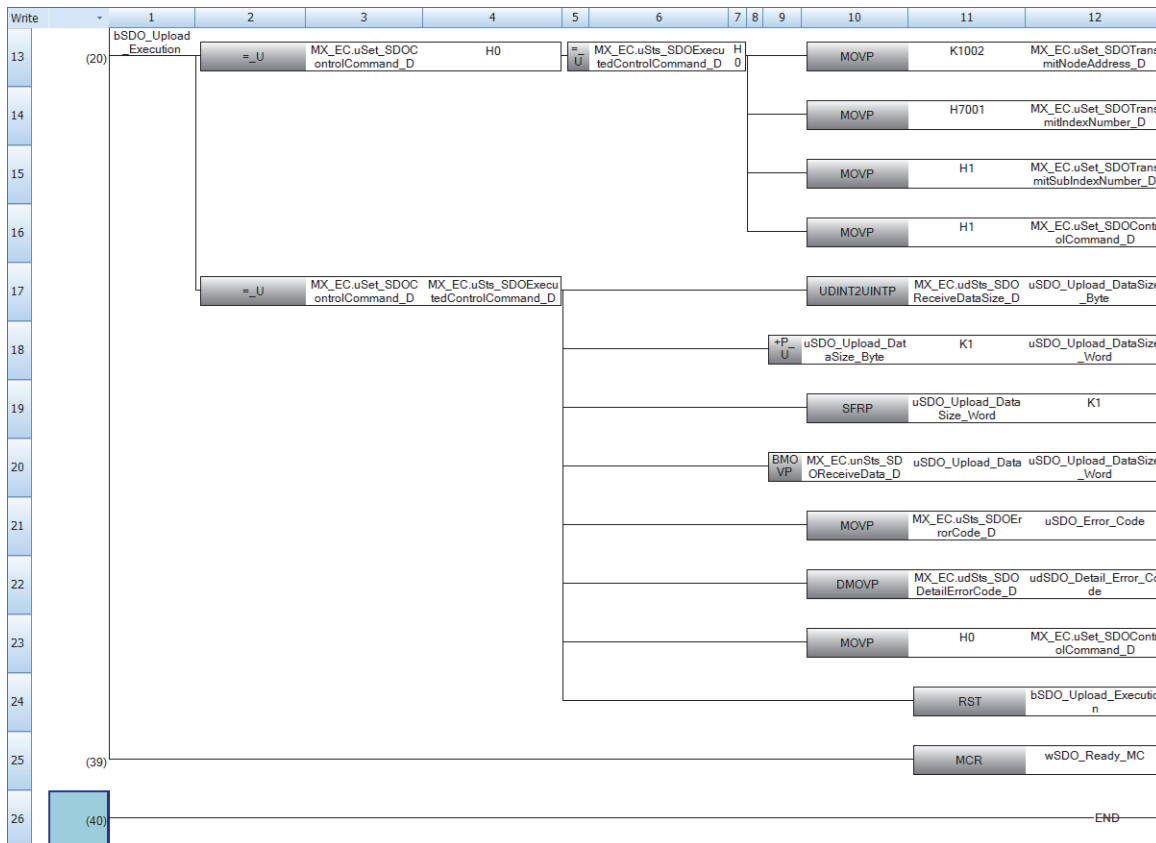 Write 1 2 3 4 5 6 7 8 9 10 11 12
bSDO_Upload
_Execution
13 (20) =_U MX_EC.uSet_SDOC H0 =_ MX_EC.uSts_SDOExecu H MOVP K1002 MX_EC.uSet_SDOTrans
ontrolCommand_D U tedControlCommand_D 0 mitNodeAddress_D
14 MOVP H7001 MX_EC.uSet_SDOTrans
mitIndexNumber_D
15 MOVP H1 MX_EC.uSet_SDOTrans
mitSubIndexNumber_D
16 MOVP H1 MX_EC.uSet_SDOContr
olCommand_D
17 =_U MX_EC.uSet_SDOC MX_EC.uSts_SDOExecu UDINT2UINTP MX_EC.udSts_SDO uSDO_Upload_DataSize
ontrolCommand_D tedControlCommand_D ReceiveDataSize_D _Byte
18 +P_ uSDO_Upload_Dat K1 uSDO_Upload_DataSize
U aSize_Byte _Word
19 SFRP uSDO_Upload_Data K1
Size_Word
20 BMO MX_EC.unSts_SD uSDO_Upload_Data uSDO_Upload_DataSize
VP OReceiveData_D _Word
21 MOVP MX_EC.uSts_SDOEr uSDO_Error_Code
rorCode_D
22 DMOVP MX_EC.udSts_SDO udSDO_Detail_Error_Co
DetailErrorCode_D de
23 MOVP H0 MX_EC.uSet_SDOContr
olCommand_D
24 RST bSDO_Upload_Executio
n
25 (39) MCR wSDO_Ready_MC
26 (40) END